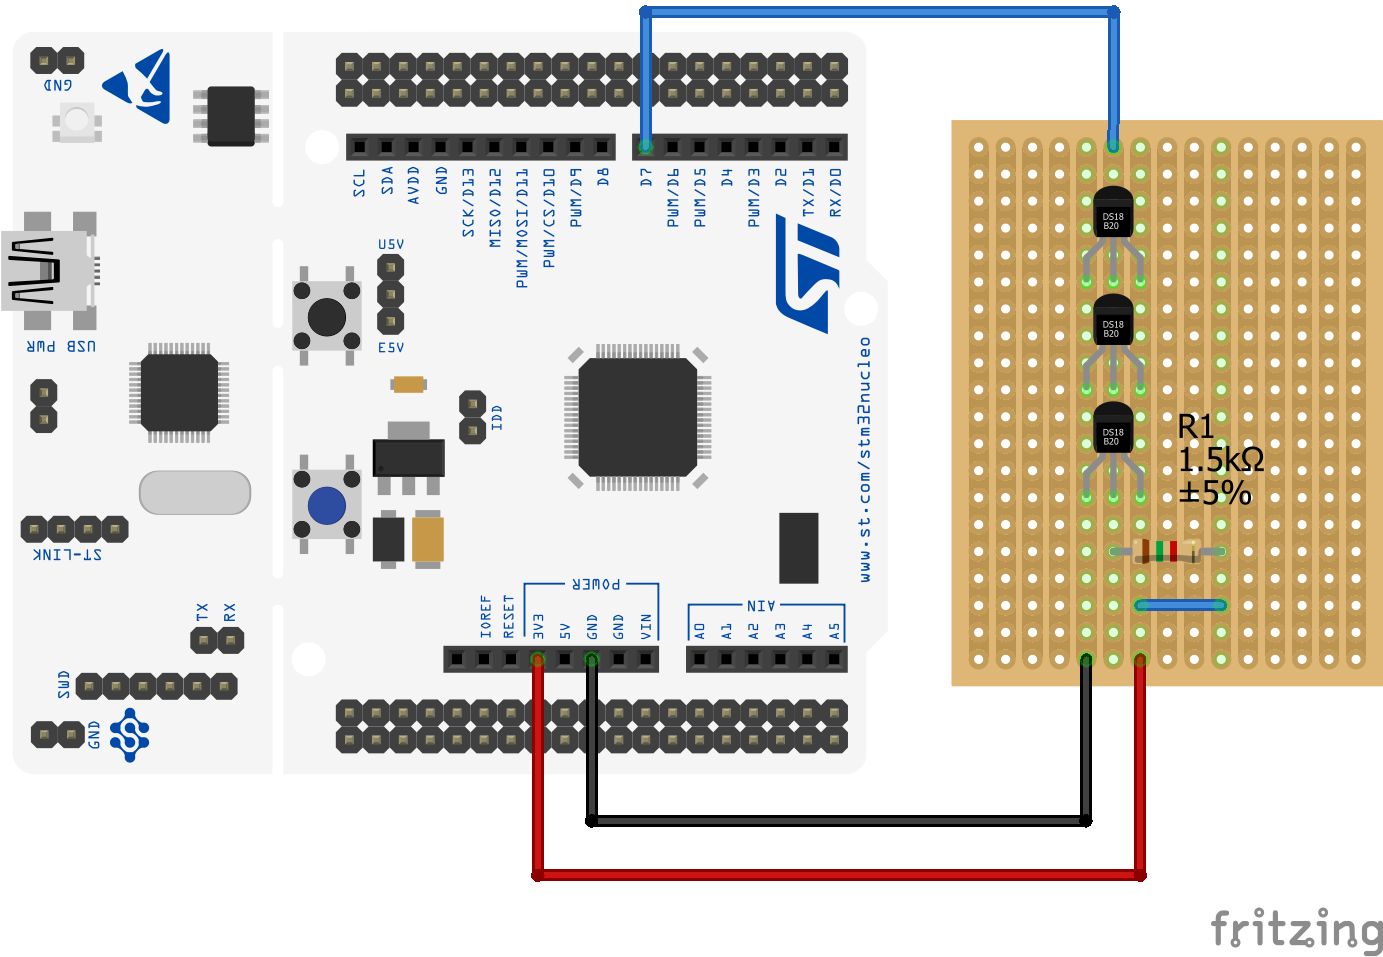 GND
SCL
SDA
AVDD
GND
SCK/D13
MISO/D12
PWM/MOSI/D11
PWM/CS/D10
PWM/D9
D8
D7
PWM/D6
PWM/D5
D4
PWM/D3
D2
TX/D1
RX/D0
U5V
E5V
USB PWR
IDD
www.st.com/stm32nucleo
ST-LINK
TX
RX
SWD
GND
POWER
IOREF
RESET
3V3
5V
GND
GND
VIN
AIN
A0
A1
A2
A3
A4
A5
DS18
B20
DS18
B20
DS18
B20
R1
1.5kΩ
±5%
fritzing